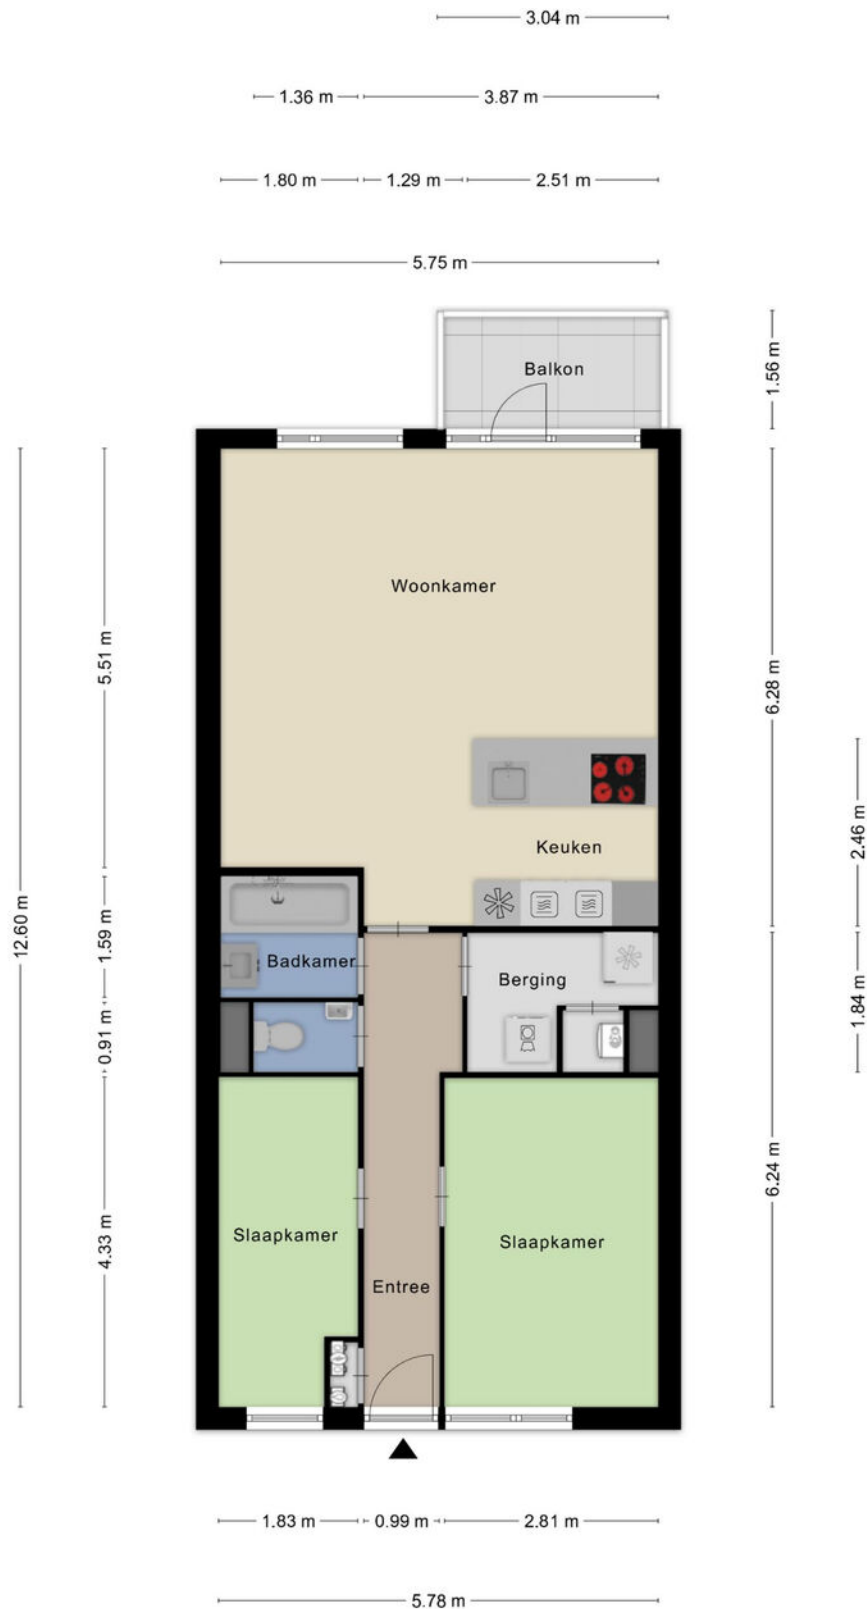 3.04 m
1.36 m
3.87 m
1.80 m
1.29 m
2.51 m
5.75 m
1.56 m
Balkon
Woonkamer
5.51 m
6.28 m
2.46 m
Keuken
12.60 m
1.59 m
Badkamer
Berging
1.84 m
0.91 m
6.24 m
4.33 m
Slaapkamer
Slaapkamer
Entree
1.83 m
0.99 m
2.81 m
5.78 m